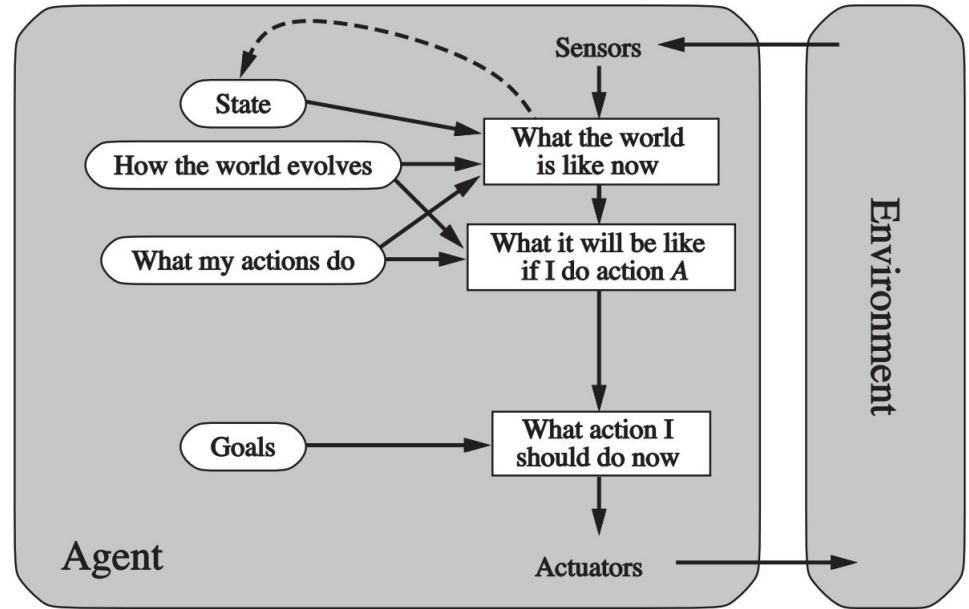 Sensors
State
What the world
is like now
How the world evolves
What it will be like
if I do action A
What my actions do
Environment
What action I
should do now
Goals
Agent
Actuators